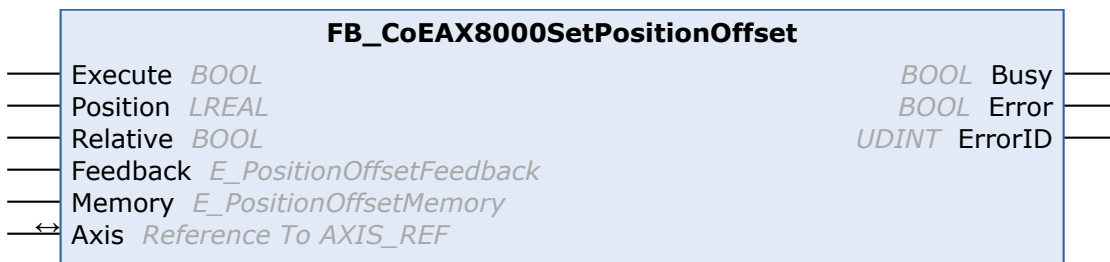 FB_CoEAX8000SetPositionOffset
Execute BOOL BOOL Busy
Position LREAL BOOL Error
Relative BOOL UDINT ErrorID
Feedback E_PositionOffsetFeedback
Memory E_PositionOffsetMemory
↔ Axis Reference To AXIS_REF